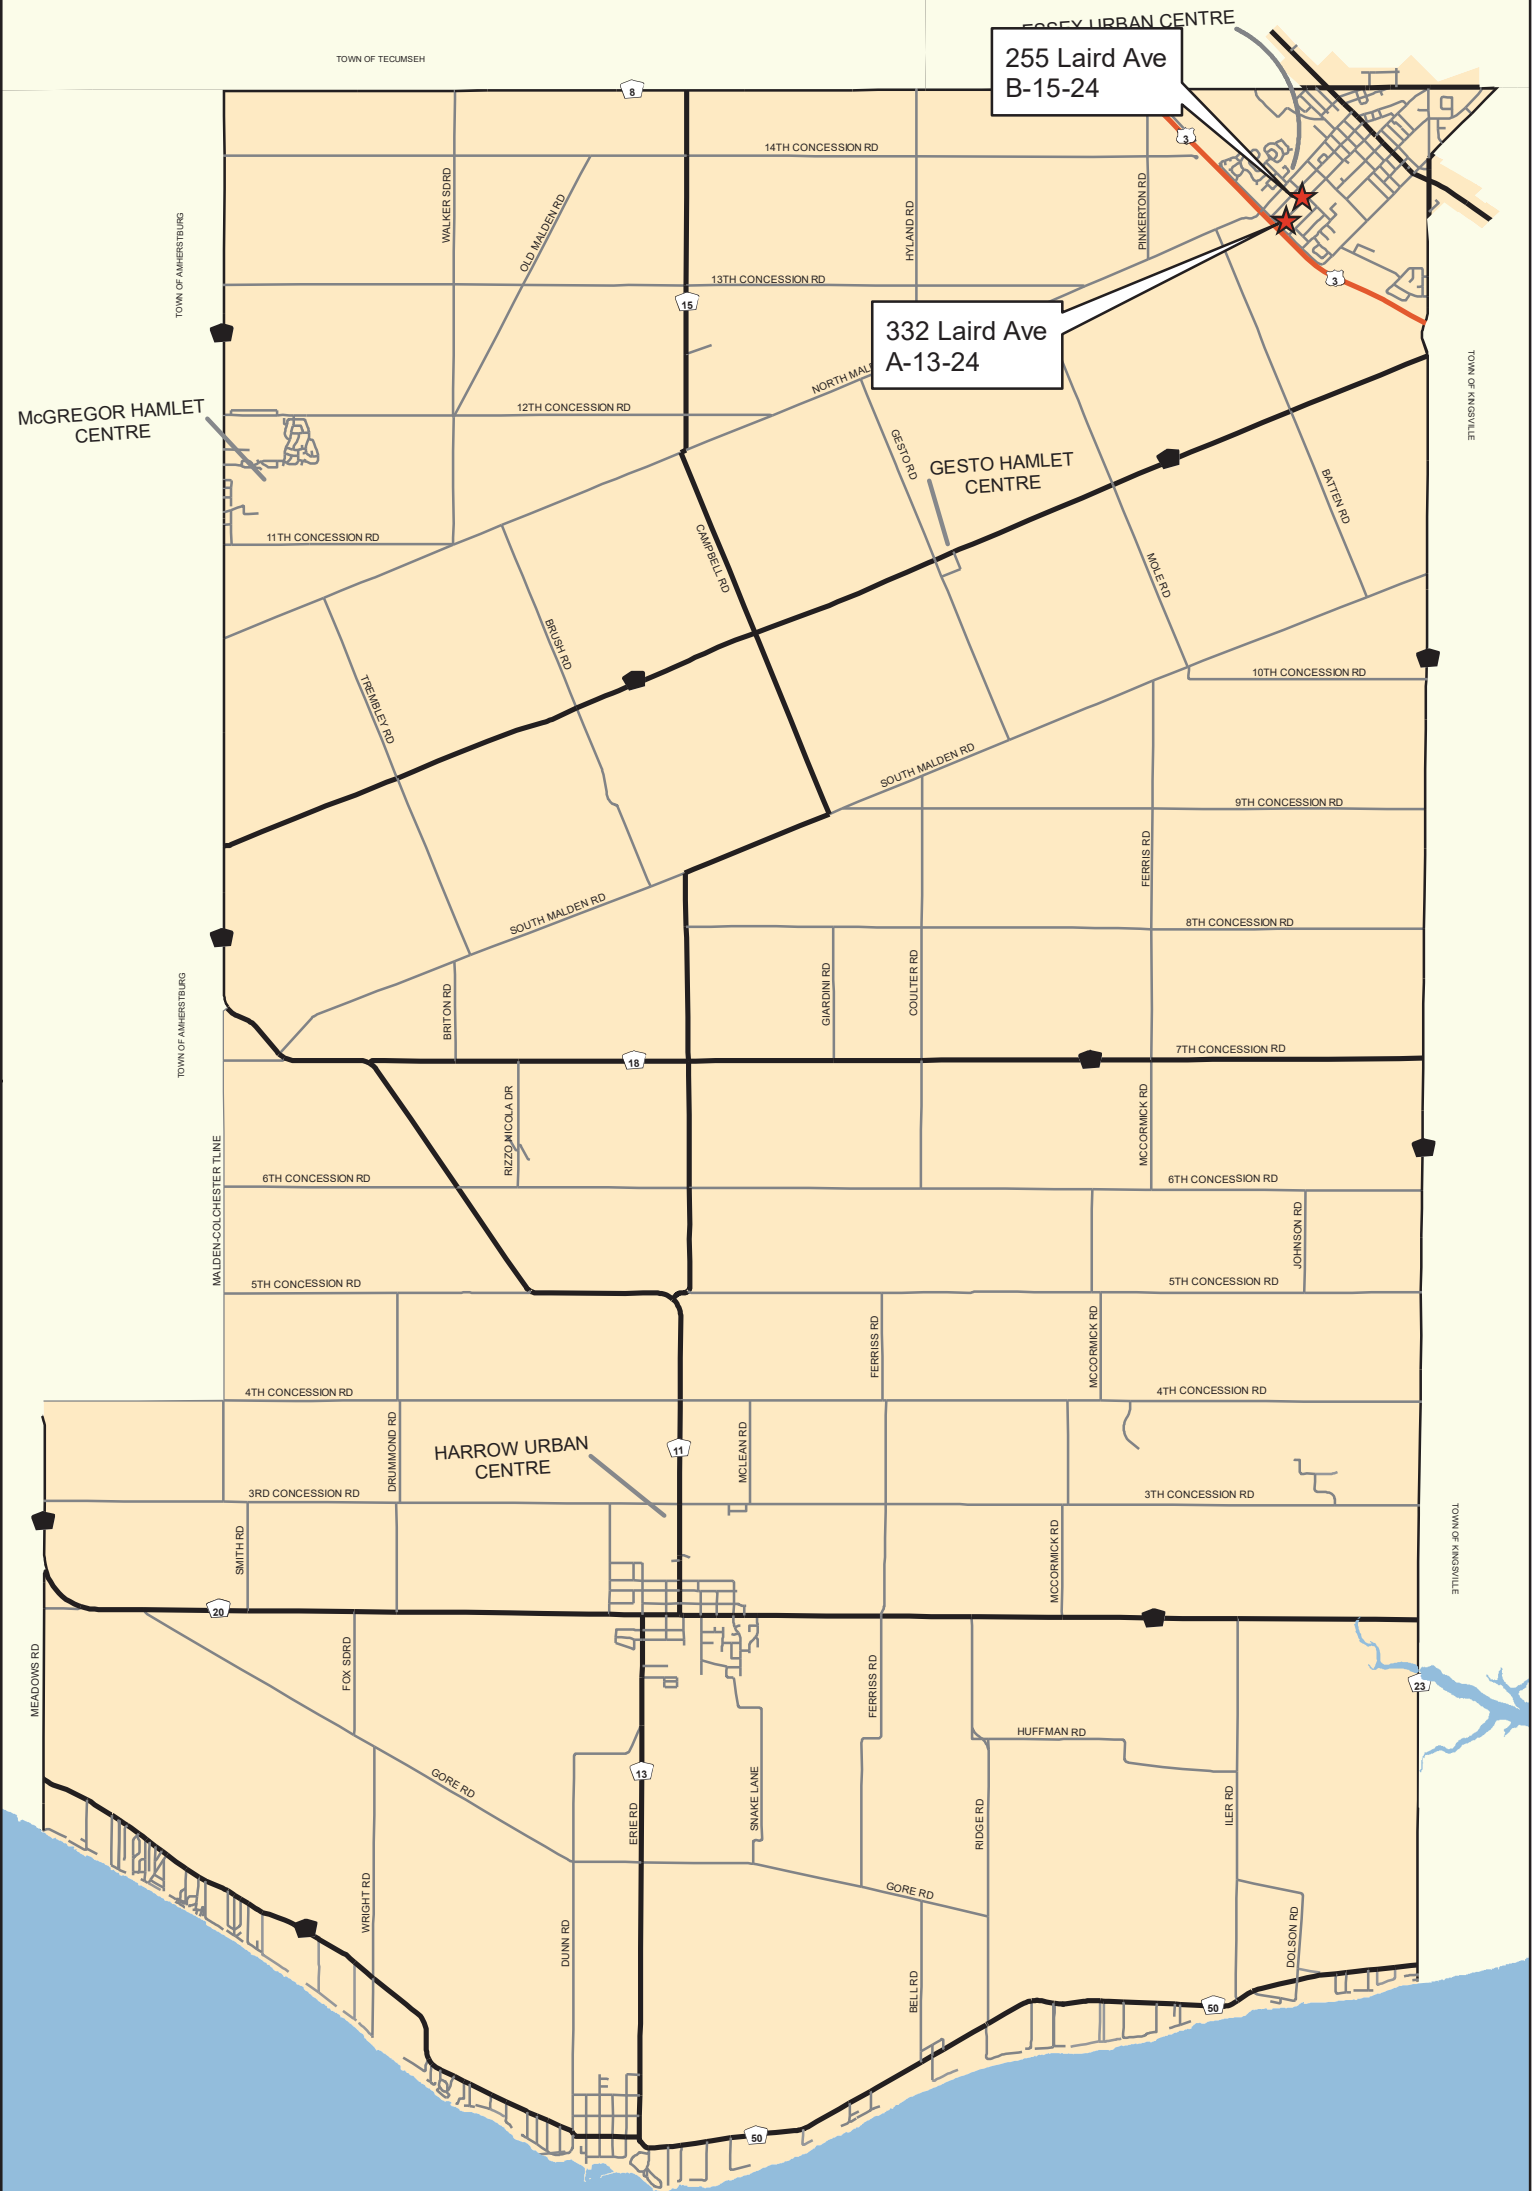 ESSEX URBAN CENTRE
255 Laird Ave
B-15-24
TOWN OF TECUMSEH
8
3
14TH CONCESSION RD
WALKER SDRD
OLD MALDEN RD
HYLAND RD
PINKERTON RD
TOWN OF AMHERSTBURG
13TH CONCESSION RD
3
15
332 Laird Ave
A-13-24
NORTH MAL
12TH CONCESSION RD
McGREGOR HAMLET
CENTRE
TOWN OF KINGSVILLE
GESTO RD
GESTO HAMLET
CENTRE
BATTEN RD
11TH CONCESSION RD
CAMPBELL RD
MOLE RD
BRUSH RD
10TH CONCESSION RD
TREMBLEY RD
SOUTH MALDEN RD
9TH CONCESSION RD
FERRIS RD
SOUTH MALDEN RD
8TH CONCESSION RD
BRITON RD
GIARDINI RD
COULTER RD
TOWN OF AMHERSTBURG
7TH CONCESSION RD
18
RIZZO NICOLA DR
MCCORMICK RD
MALDEN-COLCHESTER TLINE
6TH CONCESSION RD
6TH CONCESSION RD
JOHNSON RD
5TH CONCESSION RD
5TH CONCESSION RD
FERRISS RD
MCCORMICK RD
4TH CONCESSION RD
4TH CONCESSION RD
DRUMMOND RD
HARROW URBAN
CENTRE
11
MCLEAN RD
3RD CONCESSION RD
3TH CONCESSION RD
SMITH RD
MCCORMICK RD
TOWN OF KINGSVILLE
20
MEADOWS RD
FOX SDRD
FERRISS RD
23
HUFFMAN RD
GORE RD
13
ERIE RD
SNAKE LANE
RIDGE RD
ILER RD
WRIGHT RD
GORE RD
DUNN RD
DOLSON RD
BELL RD
50
50